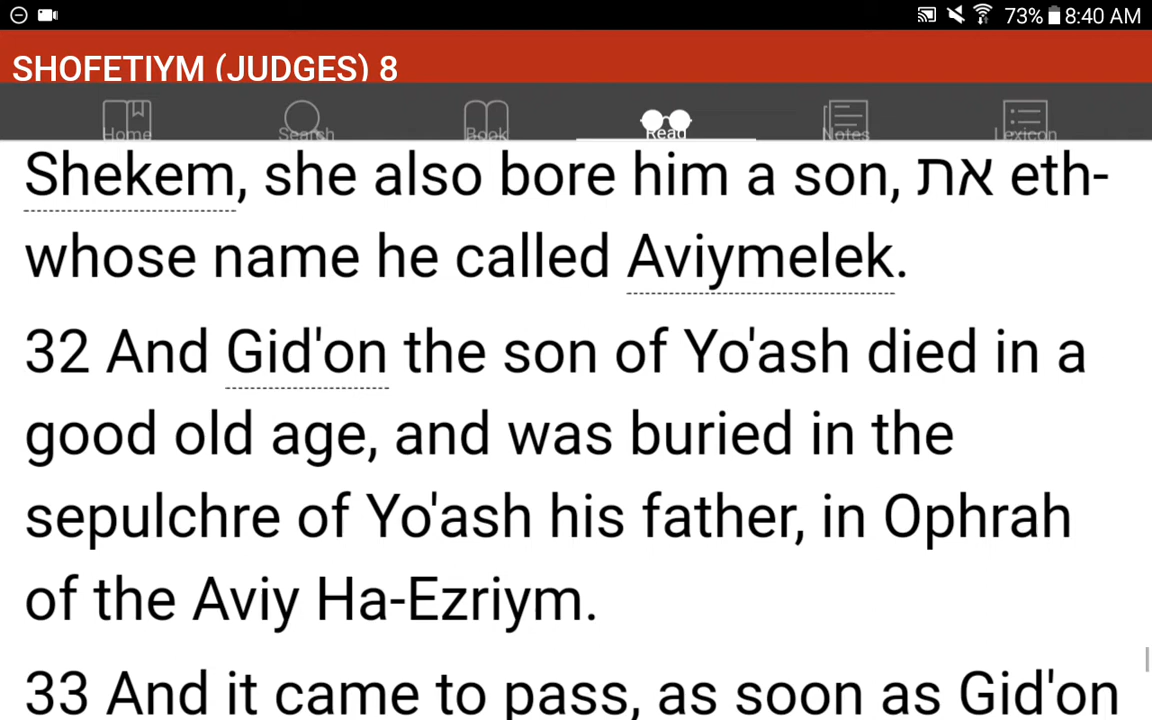 73% 8:40 AM
SHOFETIYM (JUDGES) 8
Home Search Book Read Notes Lexicon
Shekem, she also bore him a son, את eth-
whose name he called Aviymelek.
32 And Gid'on the son of Yo'ash died in a
good old age, and was buried in the
sepulchre of Yo'ash his father, in Ophrah
of the Aviy Ha-Ezriym.
33 And it came to pass, as soon as Gid'on